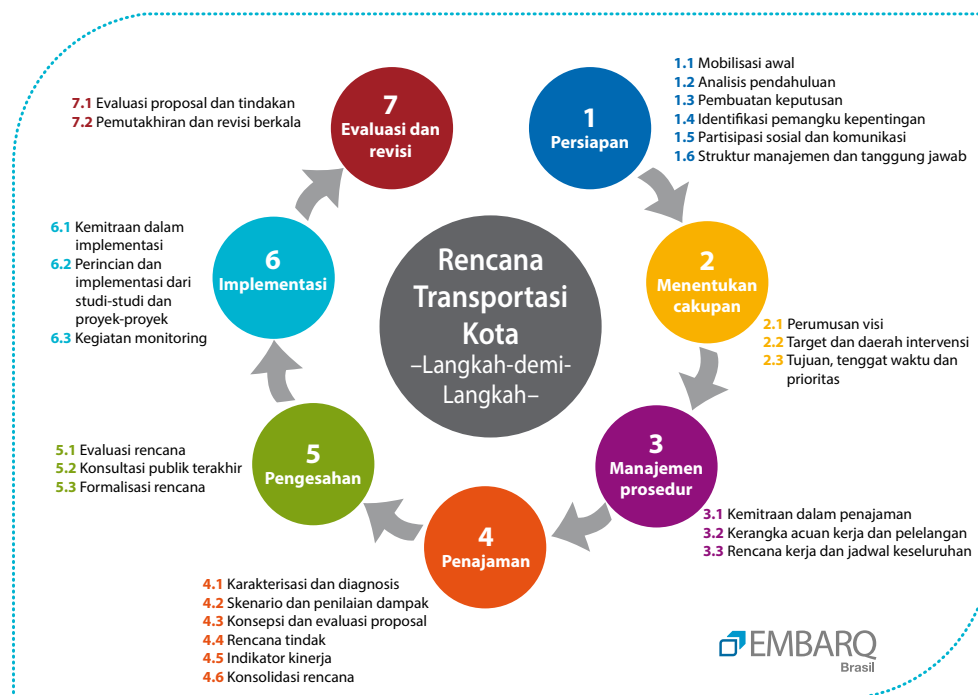 Rencana
Transportasi
Kota
–Langkah-demi-
Langkah–
1
Persiapan
1.1 Mobilisasi awal
1.2 Analisis pendahuluan
1.3 Pembuatan keputusan
1.4 Identifikasi pemangku kepentingan
1.5 Partisipasi sosial dan komunikasi
1.6 Struktur manajemen dan tanggung jawab
2
Menentukan
cakupan
2.1 Perumusan visi
2.2 Target dan daerah intervensi
2.3 Tujuan, tenggat waktu dan
prioritas
3
Manajemen
prosedur
3.1 Kemitraan dalam penajaman
3.2 Kerangka acuan kerja dan pelelangan
3.3 Rencana kerja dan jadwal keseluruhan
4
Penajaman
4.1 Karakterisasi dan diagnosis
4.2 Skenario dan penilaian dampak
4.3 Konsepsi dan evaluasi proposal
4.4 Rencana tindak
4.5 Indikator kinerja
4.6 Konsolidasi rencana
5
Pengesahan
5.1 Evaluasi rencana
5.2 Konsultasi publik terakhir
5.3 Formalisasi rencana
6
Implementasi
6.1 Kemitraan dalam
implementasi
6.2 Perincian dan
implementasi dari
studi-studi dan
proyek-proyek
6.3 Kegiatan monitoring
7
Evaluasi dan
revisi
7.1 Evaluasi proposal dan tindakan
7.2 Pemutakhiran dan revisi berkala
EMBARQ
Brasil